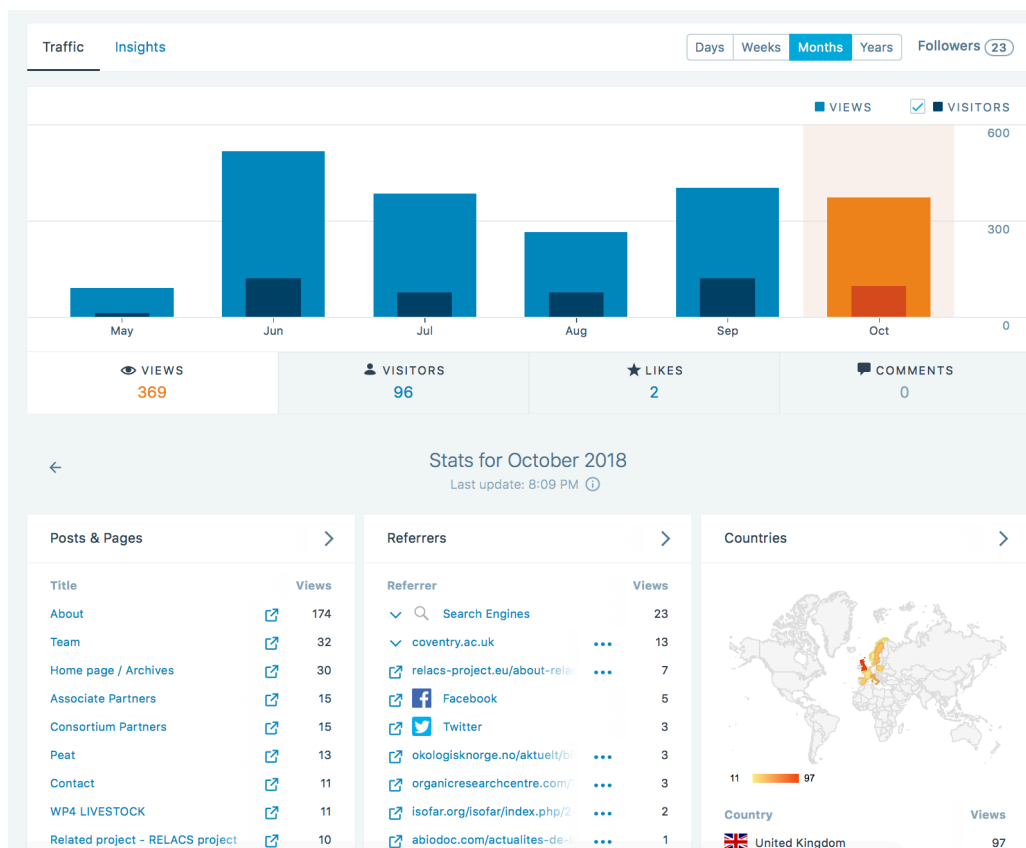 Traffic Insights Days Weeks Months Years Followers 23
VIEWS VISITORS
600
300
0
May Jun Jul Aug Sep Oct
VIEWS VISITORS LIKES COMMENTS
369 96 2 0
Stats for October 2018
Last update: 8:09 PM
Posts & Pages
Title Views
About 174
Team 32
Home page / Archives 30
Associate Partners 15
Consortium Partners 15
Peat 13
Contact 11
WP4 LIVESTOCK 11
Related project - RELACS project 10
Referrers
Referrer Views
Search Engines 23
coventry.ac.uk 13
relacs-project.eu/about-rela 7
Facebook 5
Twitter 3
okologisknorge.no/aktuelt/ 3
organicresearchcentre.com/ 3
isofar.org/isofar/index.php/2 2
abiodoc.com/actualites-de- 1
Countries
11 97
Country Views
United Kingdom 97